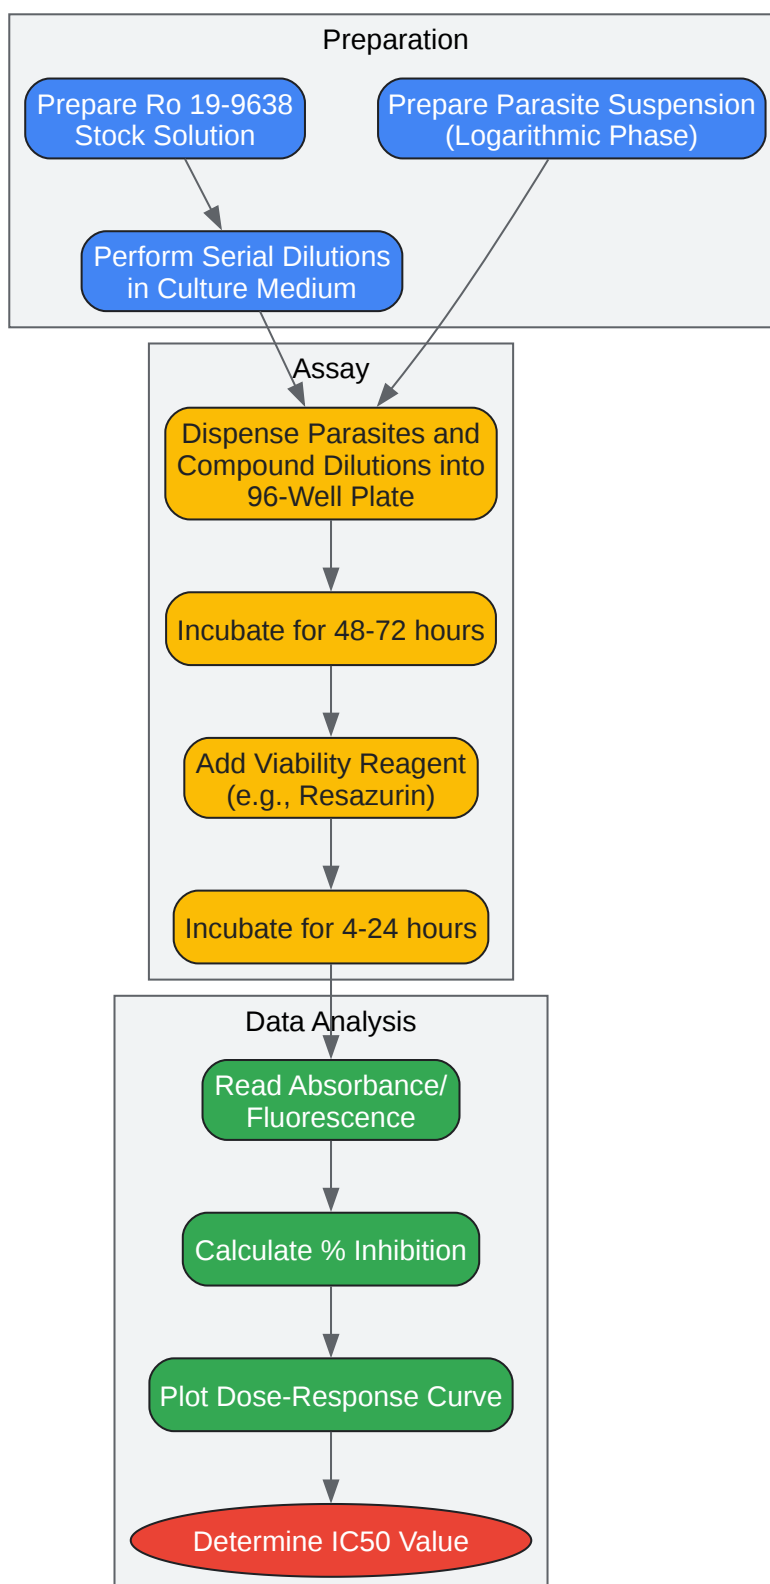 Preparation
Prepare Ro 19-9638
Stock Solution
Prepare Parasite Suspension
(Logarithmic Phase)
Perform Serial Dilutions
in Culture Medium
Assay
Dispense Parasites and
Compound Dilutions into
96-Well Plate
Incubate for 48-72 hours
Add Viability Reagent
(e.g., Resazurin)
Incubate for 4-24 hours
Data Analysis
Read Absorbance/
Fluorescence
Calculate % Inhibition
Plot Dose-Response Curve
Determine IC50 Value